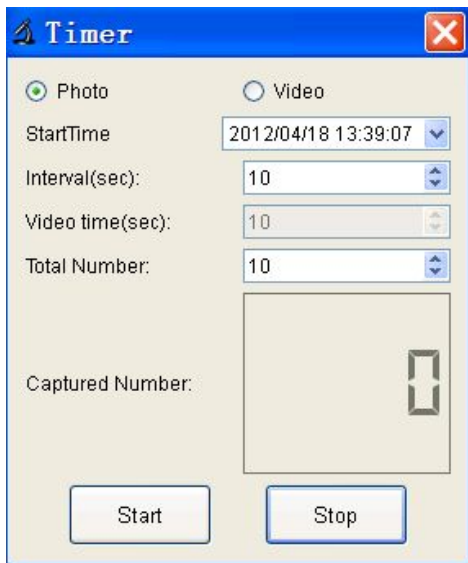 Timer
Photo Video
StartTime 2012/04/18 13:39:07
Interval(sec): 10
Video time(sec): 10
Total Number: 10
Captured Number: 0
Start Stop